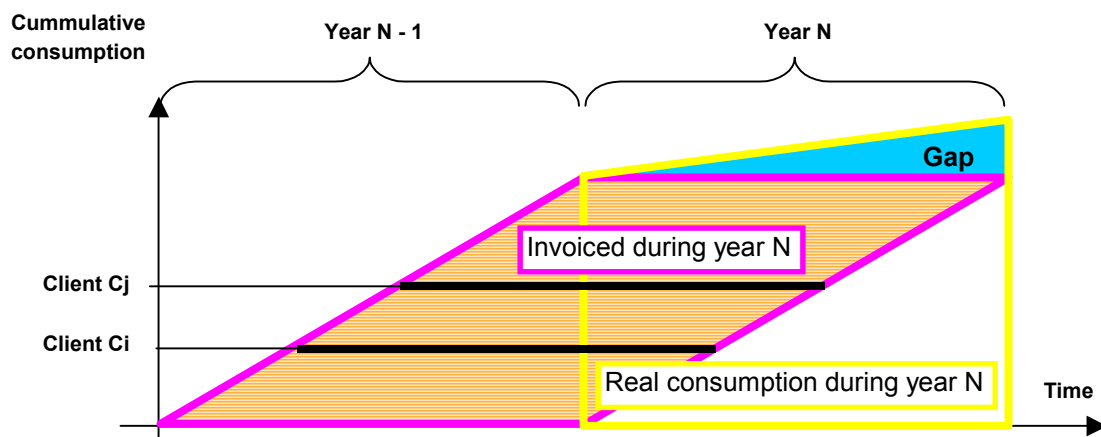 Cummulative
consumption
Year N - 1
Year N
Gap
Invoiced during year N
Client Cj
Client Ci
Real consumption during year N
Time